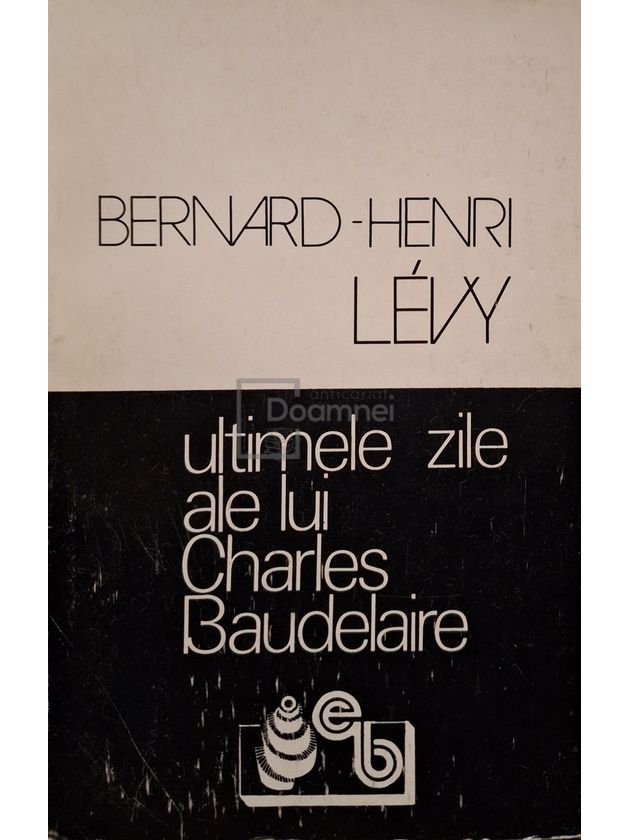 BERNARD-HENRI
LÉVY
anticariat
Doamnei
ultimele zile
ale lui
Charles
Baudelaire
eb